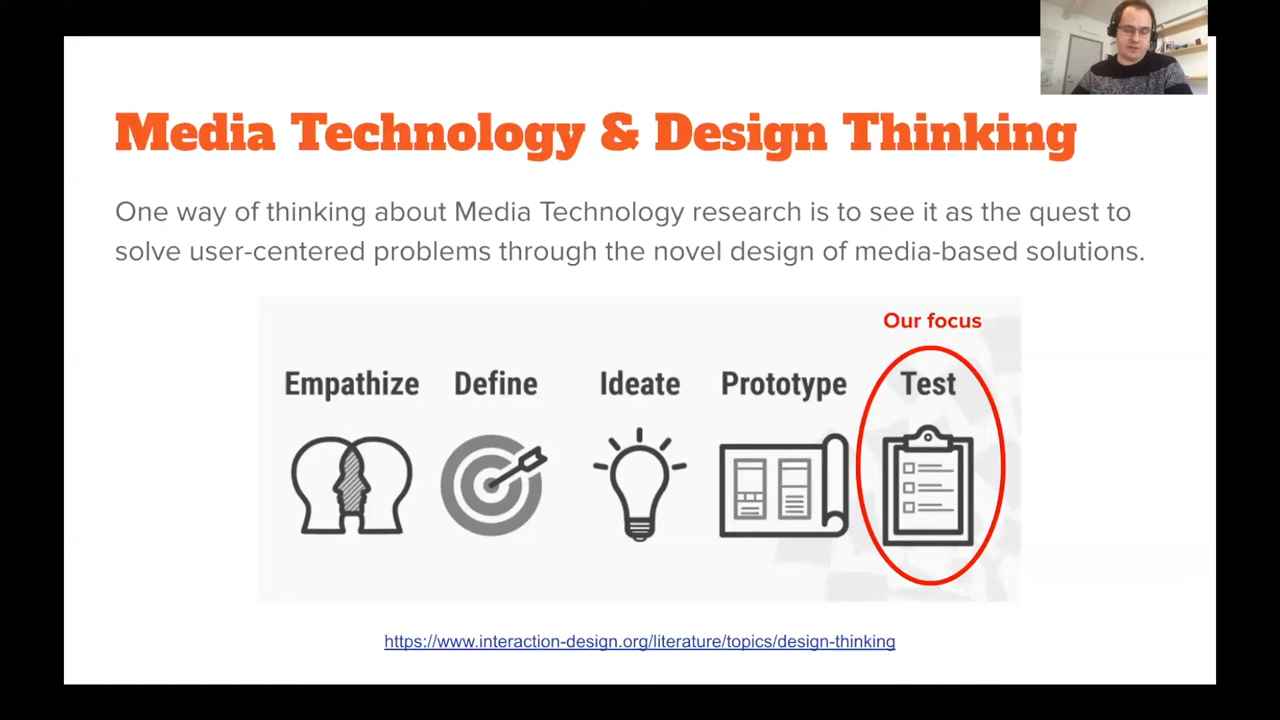 Media Technology & Design Thinking
One way of thinking about Media Technology research is to see it as the quest to
solve user-centered problems through the novel design of media-based solutions.
Our focus
Empathize Define Ideate Prototype Test
https://www.interaction-design.org/literature/topics/design-thinking